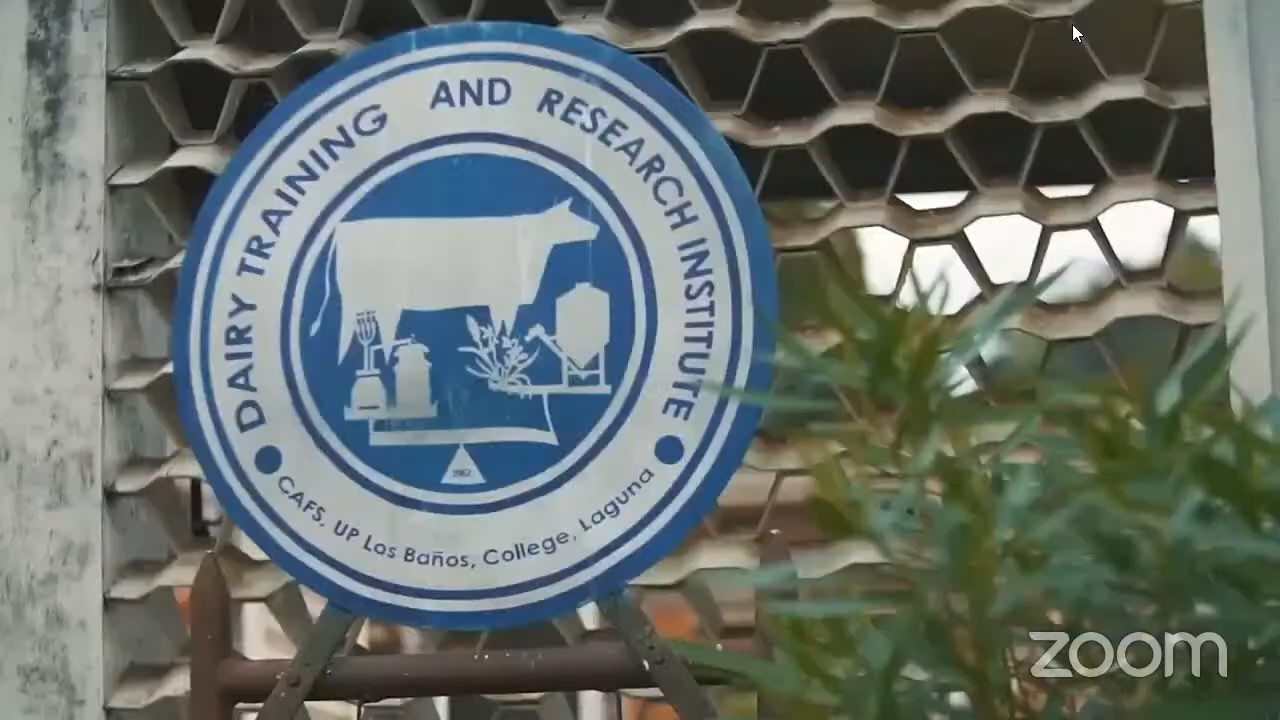 DAIRY TRAINING AND RESEARCH INSTITUTE
CAFS, UP Los Baños, College, Laguna
zoom